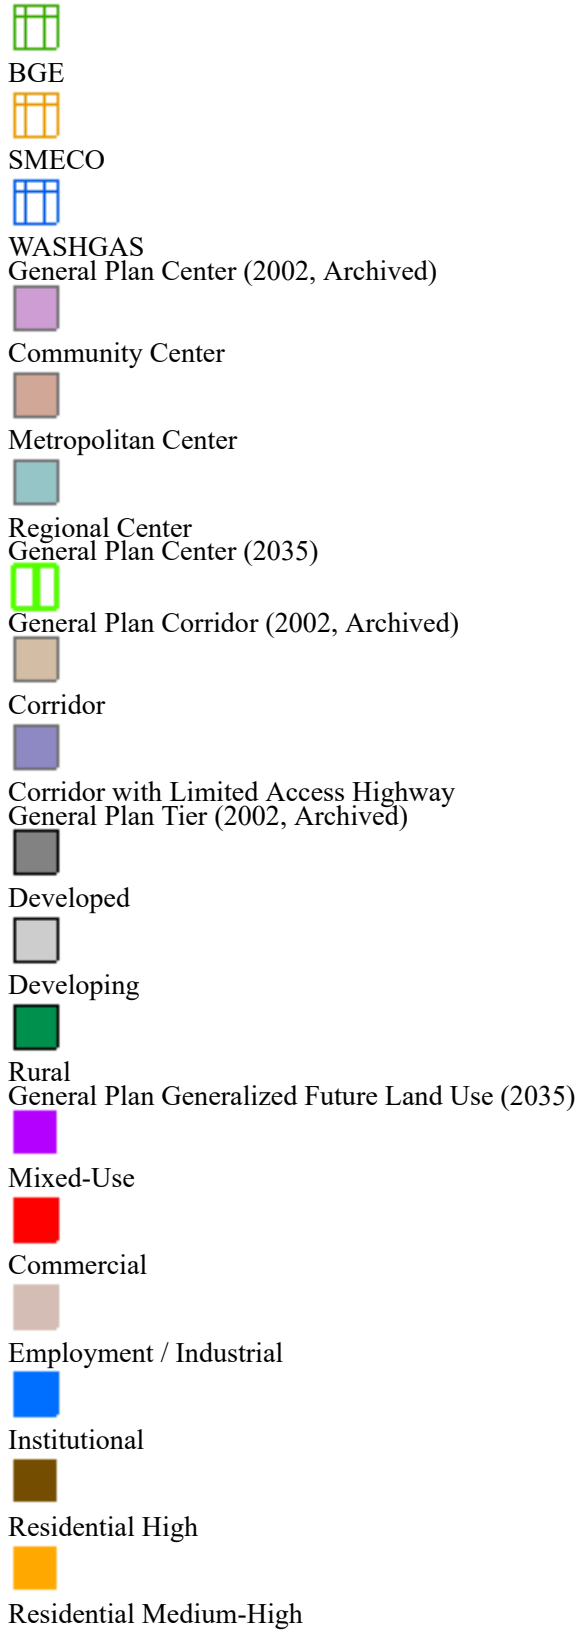 BGE
SMECO
WASHGAS
General Plan Center (2002, Archived)
Community Center
Metropolitan Center
Regional Center
General Plan Center (2035)
General Plan Corridor (2002, Archived)
Corridor
Corridor with Limited Access Highway
General Plan Tier (2002, Archived)
Developed
Developing
Rural
General Plan Generalized Future Land Use (2035)
Mixed-Use
Commercial
Employment / Industrial
Institutional
Residential High
Residential Medium-High